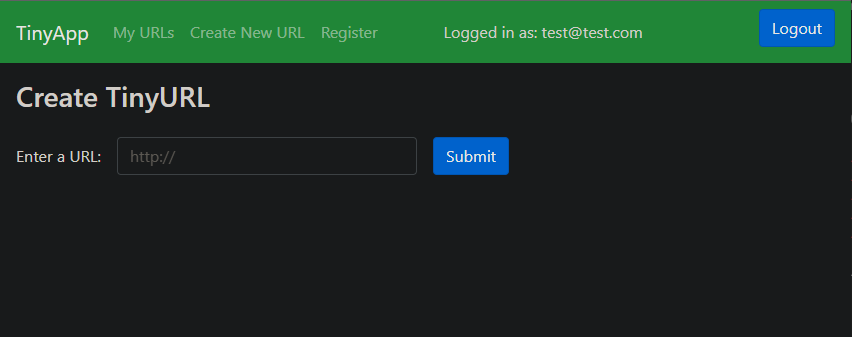 TinyApp My URLs Create New URL Register Logged in as: test@test.com Logout
Create TinyURL
Enter a URL: http:// Submit